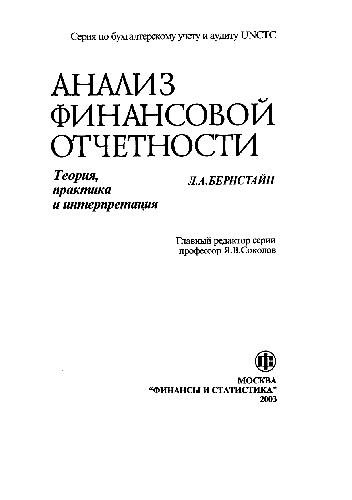 Серия по бухгалтерскому учету и аудиту UNCTC
АНАЛИЗ
ФИНАНСОВОЙ
ОТЧЕТНОСТИ
Теория,
практика
и интерпретация
Л.А.БЕРНСТАЙН
Главный редактор серии
профессор Я.В.Соколов
МОСКВА
"ФИНАНСЫ И СТАТИСТИКА"
2003